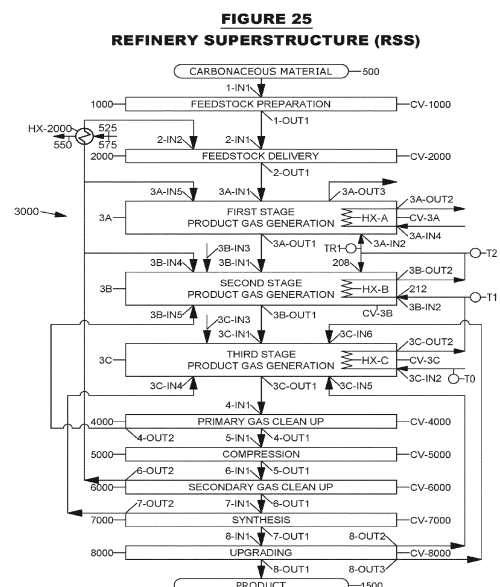 FIGURE 25
REFINERY SUPERSTRUCTURE (RSS)
CARBONACEOUS MATERIAL 500
1-IN1
1000 FEEDSTOCK PREPARATION CV-1000
HX-2000 525 1-OUT1
550 575 2-IN2 2-IN1
2000 FEEDSTOCK DELIVERY CV-2000
2-OUT1
3A-IN5 3A-IN1 3A-OUT3
3A-OUT2
3000 3A FIRST STAGE PRODUCT GAS GENERATION HX-A CV-3A
3A-IN4
3A-OUT1 TR1 3A-IN2
3B-IN3 T2
3B-IN4 3B-IN1 208 3B-OUT2
3B SECOND STAGE PRODUCT GAS GENERATION HX-B 212
T1
3B-IN2
3B-IN5 3B-OUT1 CV-3B
3C-IN3
3C-IN1 3C-IN6
3C-OUT2
3C THIRD STAGE PRODUCT GAS GENERATION HX-C CV-3C
3C-IN2
3C-IN4 3C-OUT1 3C-IN5 T0
4-IN1
4000 PRIMARY GAS CLEAN UP CV-4000
4-OUT2 5-IN1 4-OUT1
5000 COMPRESSION CV-5000
6-OUT2 6-IN1 5-OUT1
6000 SECONDARY GAS CLEAN UP CV-6000
7-OUT2 7-IN1 6-OUT1
7000 SYNTHESIS CV-7000
8-IN1 7-OUT1 8-OUT2
8000 UPGRADING CV-8000
8-OUT1 8-OUT3
PRODUCT 1500